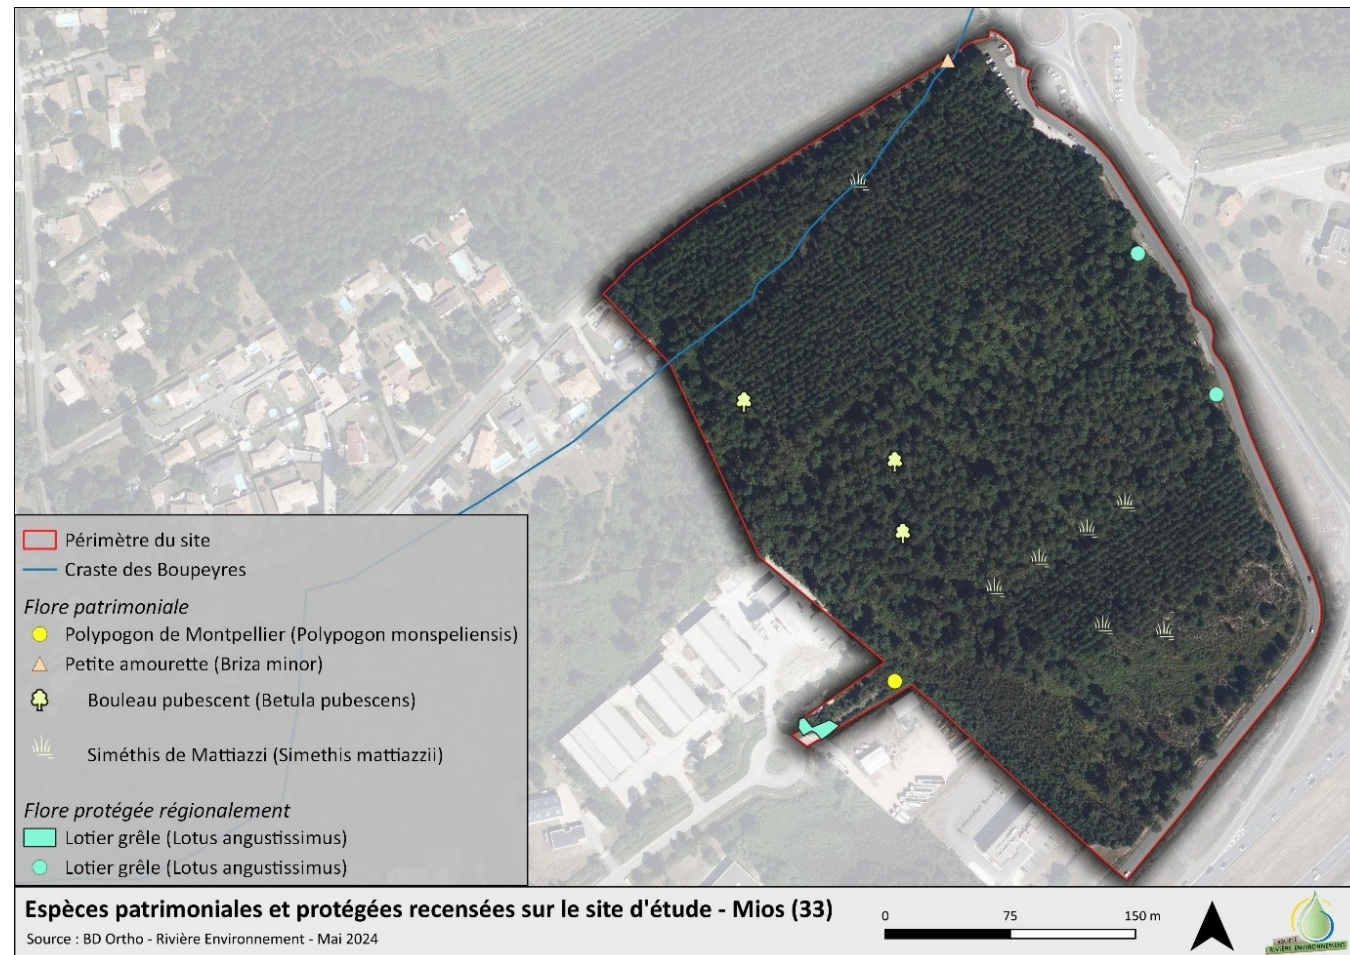 Périmètre du site
Craste des Boupeyres
Flore patrimoniale
Polypogon de Montpellier (Polypogon monspeliensis)
Petite amourette (Briza minor)
Bouleau pubescent (Betula pubescens)
Siméthis de Mattiazzi (Simethis mattiazzii)
Flore protégée régionalement
Lotier grêle (Lotus angustissimus)
Lotier grêle (Lotus angustissimus)
Espèces patrimoniales et protégées recensées sur le site d'étude - Mios (33)
Source : BD Ortho - Rivière Environnement - Mai 2024
0 75 150 m
RIVIÈRE ENVIRONNEMENT